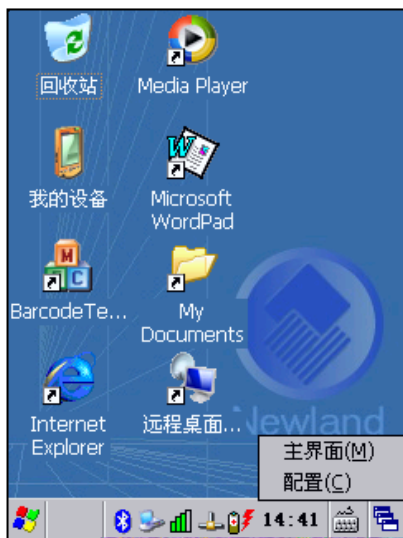 回收站
Media Player
我的设备
Microsoft
WordPad
BarcodeTe...
My
Documents
Internet
Explorer
远程桌面...
Newland
主界面(M)
配置(C)
14:41